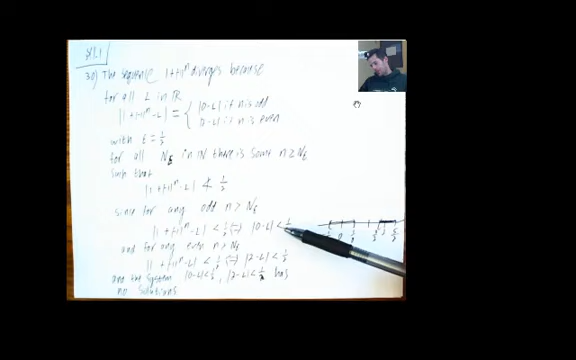 §1.1
30) The sequence 1+(-1)^n diverges because
for all L in ℝ
|1+(-1)^n-L| = { |0-L| if n is odd
|2-L| if n is even
with ε = 1/2
for all N_ε in ℕ there is some n ≥ N_ε
such that
|1+(-1)^n-L| ≮ 1/2
since for any odd n > N_ε
|1+(-1)^n-L| < 1/2 (=) |0-L| < 1/2
and for any even n > N_ε
|1+(-1)^n-L| < 1/2 (=) |2-L| < 1/2
and the system |0-L| < 1/2, |2-L| < 1/2 has
no solutions